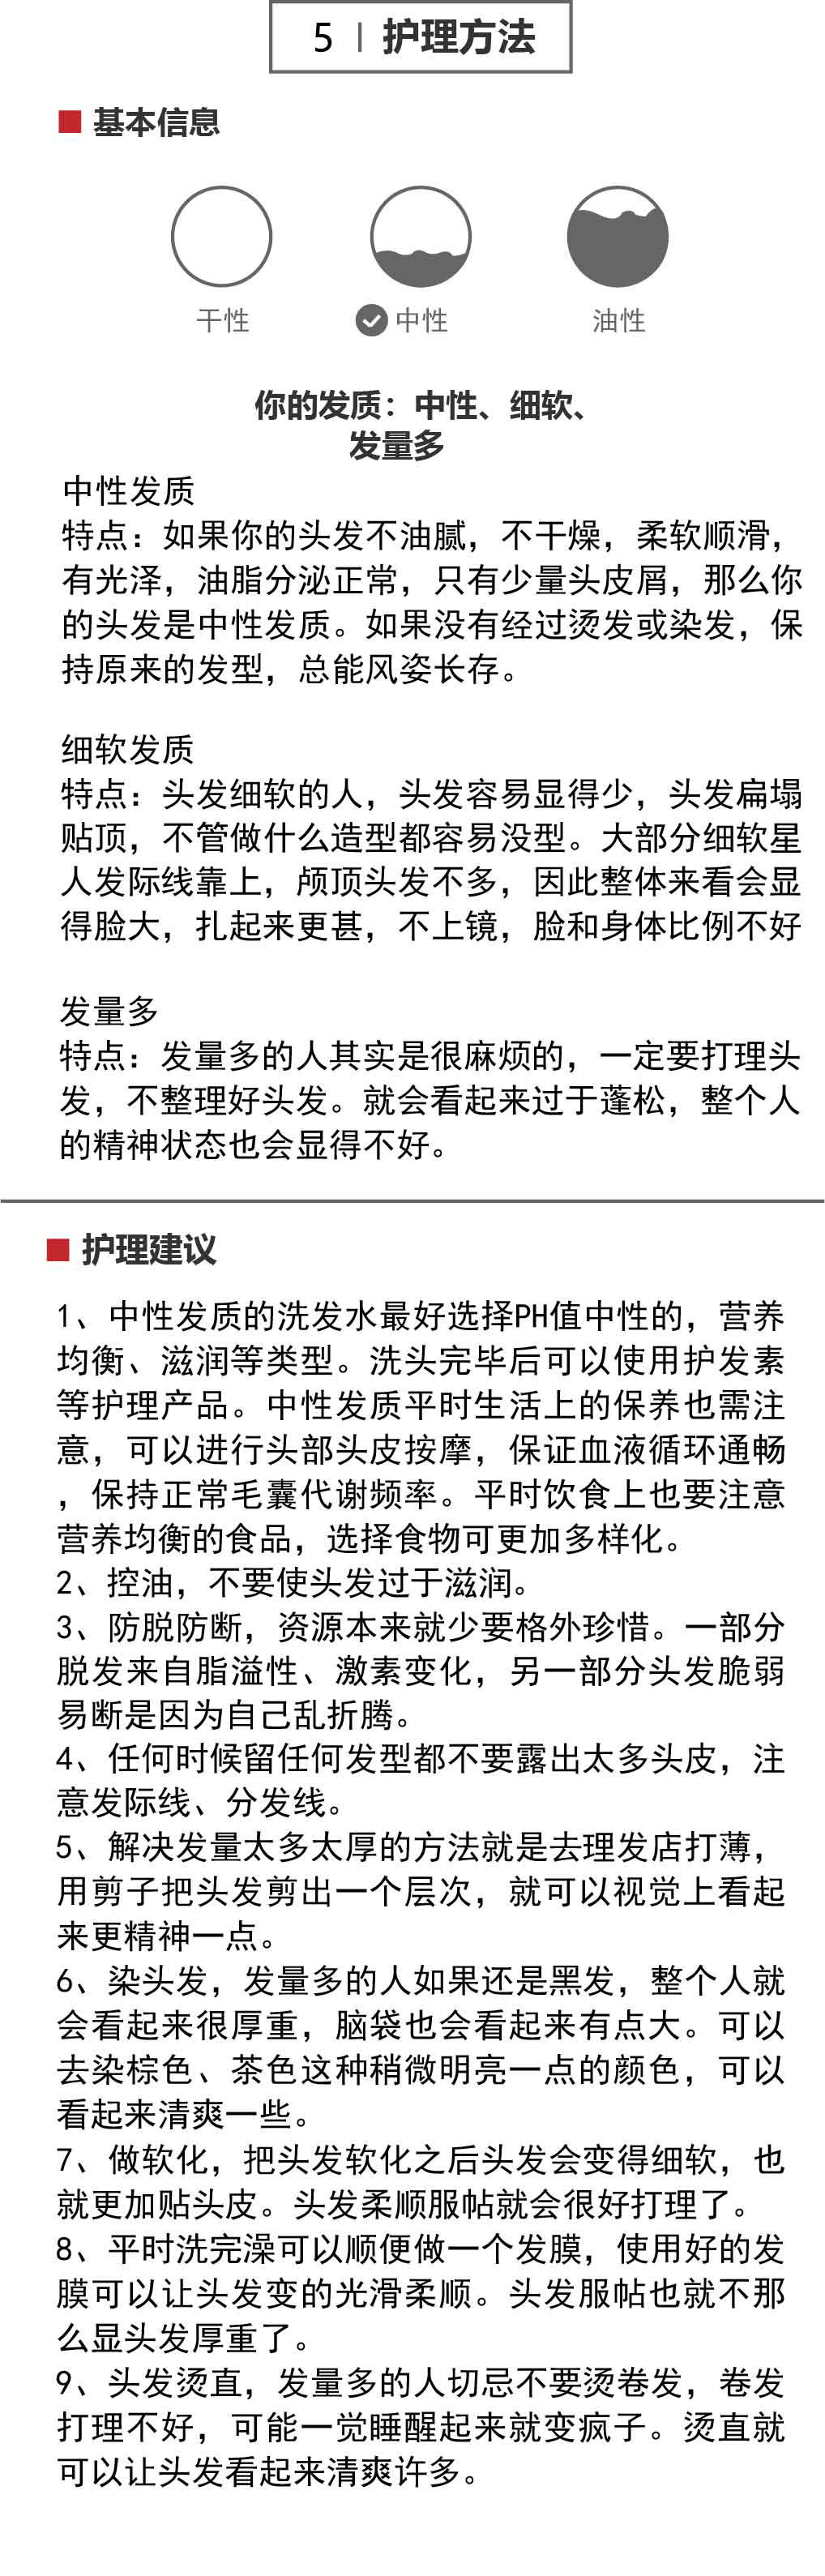 5 | 护理方法
基本信息
干性
中性
油性
你的发质：中性、细软、
发量多
中性发质
特点：如果你的头发不油腻，不干燥，柔软顺滑，
有光泽，油脂分泌正常，只有少量头皮屑，那么你
的头发是中性发质。如果没有经过烫发或染发，保
持原来的发型，总能风姿长存。
细软发质
特点：头发细软的人，头发容易显得少，头发扁塌
贴顶，不管做什么造型都容易没型。大部分细软星
人发际线靠上，颅顶头发不多，因此整体来看会显
得脸大，扎起来更甚，不上镜，脸和身体比例不好
发量多
特点：发量多的人其实是很麻烦的，一定要打理头
发，不整理好头发。就会看起来过于蓬松，整个人
的精神状态也会显得不好。
护理建议
1、中性发质的洗发水最好选择PH值中性的，营养
均衡、滋润等类型。洗头完毕后可以使用护发素
等护理产品。中性发质平时生活上的保养也需注
意，可以进行头部头皮按摩，保证血液循环通畅
，保持正常毛囊代谢频率。平时饮食上也要注意
营养均衡的食品，选择食物可更加多样化。
2、控油，不要使头发过于滋润。
3、防脱防断，资源本来就少要格外珍惜。一部分
脱发来自脂溢性、激素变化，另一部分头发脆弱
易断是因为自己乱折腾。
4、任何时候留任何发型都不要露出太多头皮，注
意发际线、分发线。
5、解决发量太多太厚的方法就是去理发店打薄，
用剪子把头发剪出一个层次，就可以视觉上看起
来更精神一点。
6、染头发，发量多的人如果还是黑发，整个人就
会看起来很厚重，脑袋也会看起来有点大。可以
去染棕色、茶色这种稍微明亮一点的颜色，可以
看起来清爽一些。
7、做软化，把头发软化之后头发会变得细软，也
就更加贴头皮。头发柔顺服帖就会很好打理了。
8、平时洗完澡可以顺便做一个发膜，使用好的发
膜可以让头发变的光滑柔顺。头发服帖也就不那
么显头发厚重了。
9、头发烫直，发量多的人切忌不要烫卷发，卷发
打理不好，可能一觉睡醒起来就变疯子。烫直就
可以让头发看起来清爽许多。